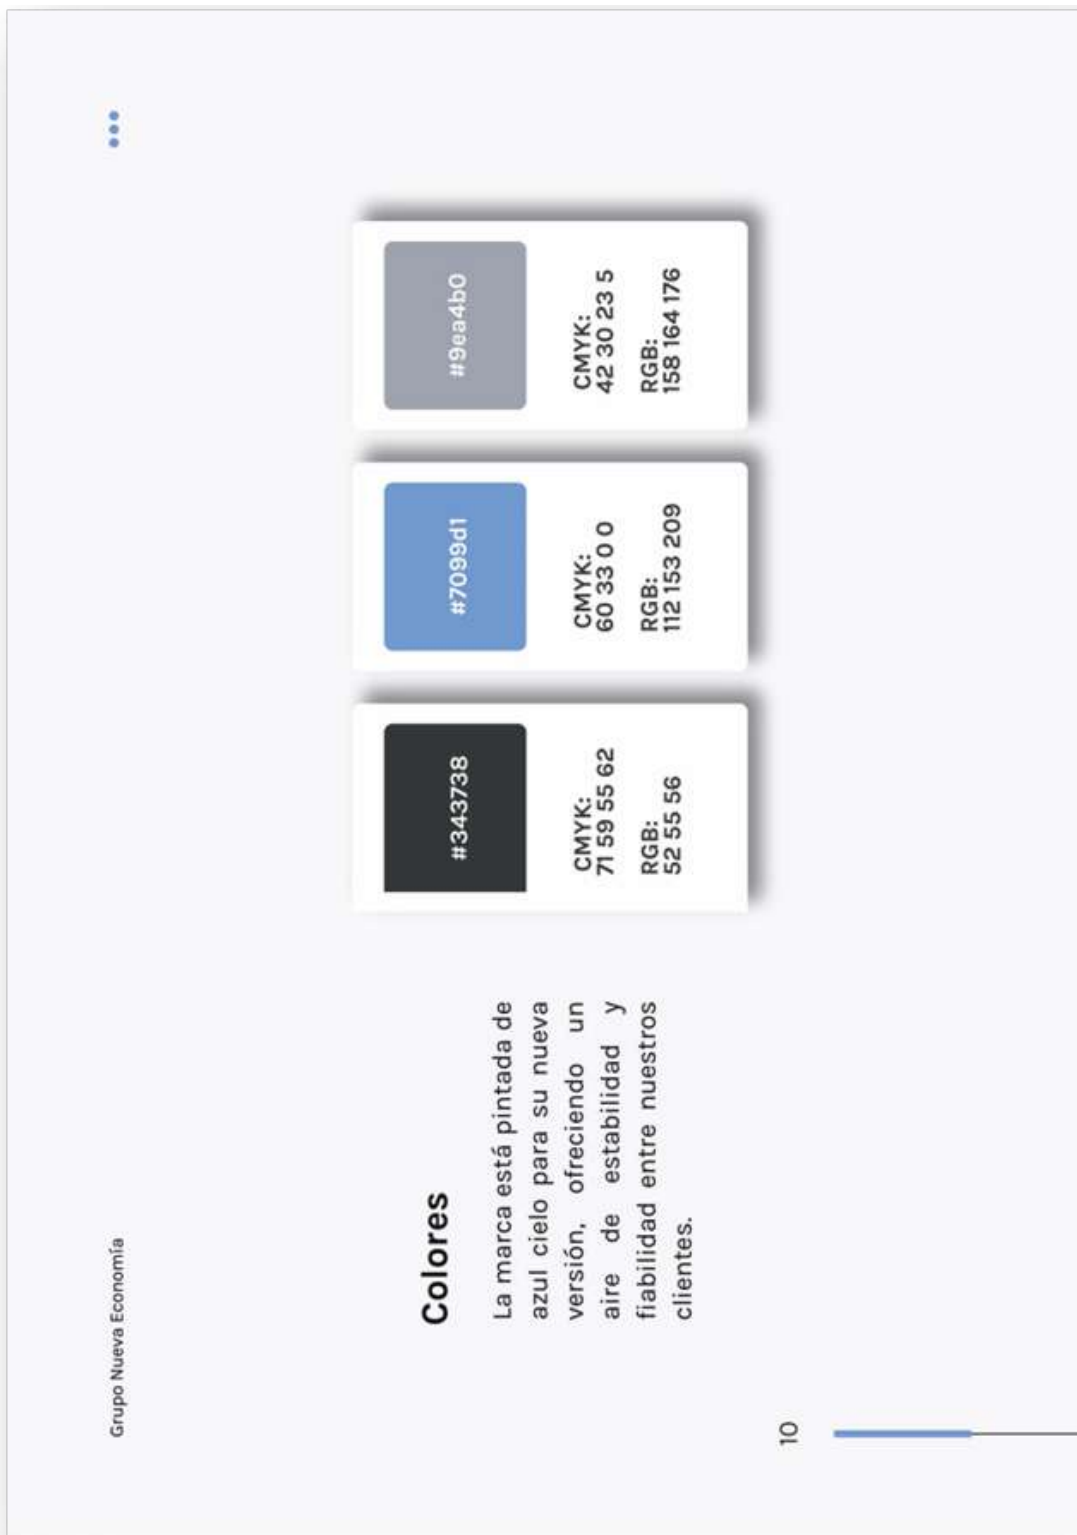 Grupo Nueva Economía
Colores
La marca está pintada de
azul cielo para su nueva
versión, ofreciendo un
aire de estabilidad y
fiabilidad entre nuestros
clientes.
#343738
CMYK:
71 59 55 62
RGB:
52 55 56
#7099d1
CMYK:
60 33 0 0
RGB:
112 153 209
#9ea4b0
CMYK:
42 30 23 5
RGB:
158 164 176
10